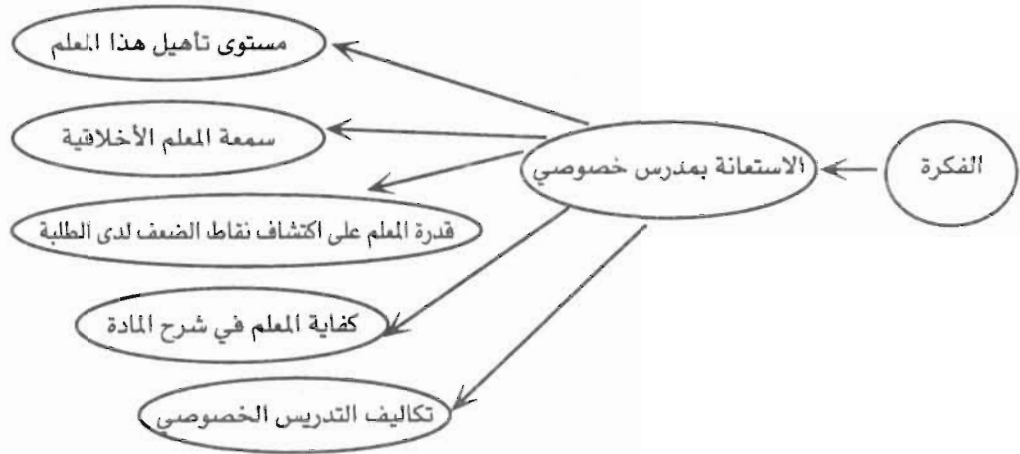 الفكرة
الاستعانة بمدرس خصوصي
مستوى تأهيل هذا المعلم
سمعة المعلم الأخلاقية
قدرة المعلم على اكتشاف نقاط الضعف لدى الطلبة
كفاية المعلم في شرح المادة
تكاليف التدريس الخصوصي